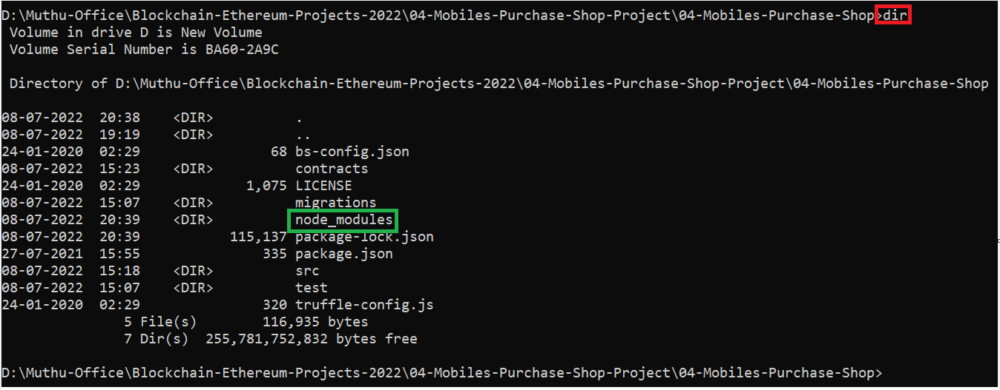 D:\Muthu-Office\Blockchain-Ethereum-Projects-2022\04-Mobiles-Purchase-Shop-Project\04-Mobiles-Purchase-Shop>dir
 Volume in drive D is New Volume
 Volume Serial Number is BA60-2A9C

 Directory of D:\Muthu-Office\Blockchain-Ethereum-Projects-2022\04-Mobiles-Purchase-Shop-Project\04-Mobiles-Purchase-Shop

08-07-2022  20:38    <DIR>          .
08-07-2022  19:19    <DIR>          ..
24-01-2020  02:29                68 bs-config.json
08-07-2022  15:23    <DIR>          contracts
24-01-2020  02:29             1,075 LICENSE
08-07-2022  15:07    <DIR>          migrations
08-07-2022  20:39    <DIR>          node_modules
08-07-2022  20:39           115,137 package-lock.json
27-07-2021  15:55               335 package.json
08-07-2022  15:18    <DIR>          src
08-07-2022  15:07    <DIR>          test
24-01-2020  02:29               320 truffle-config.js
               5 File(s)        116,935 bytes
               7 Dir(s)  255,781,752,832 bytes free

D:\Muthu-Office\Blockchain-Ethereum-Projects-2022\04-Mobiles-Purchase-Shop-Project\04-Mobiles-Purchase-Shop>